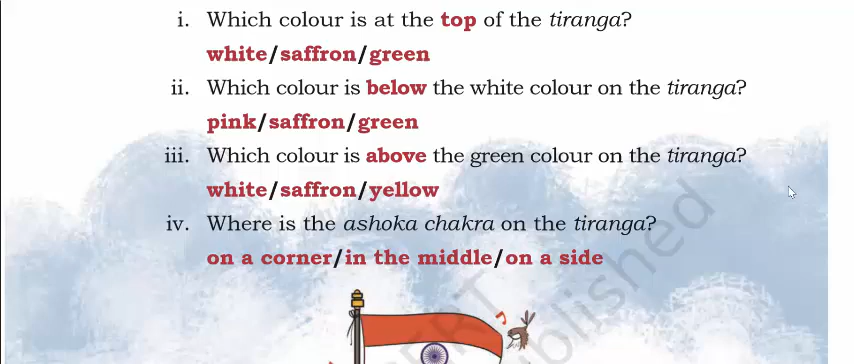 i. Which colour is at the top of the tiranga?
white/saffron/green
ii. Which colour is below the white colour on the tiranga?
pink/saffron/green
iii. Which colour is above the green colour on the tiranga?
white/saffron/yellow
iv. Where is the ashoka chakra on the tiranga?
on a corner/in the middle/on a side